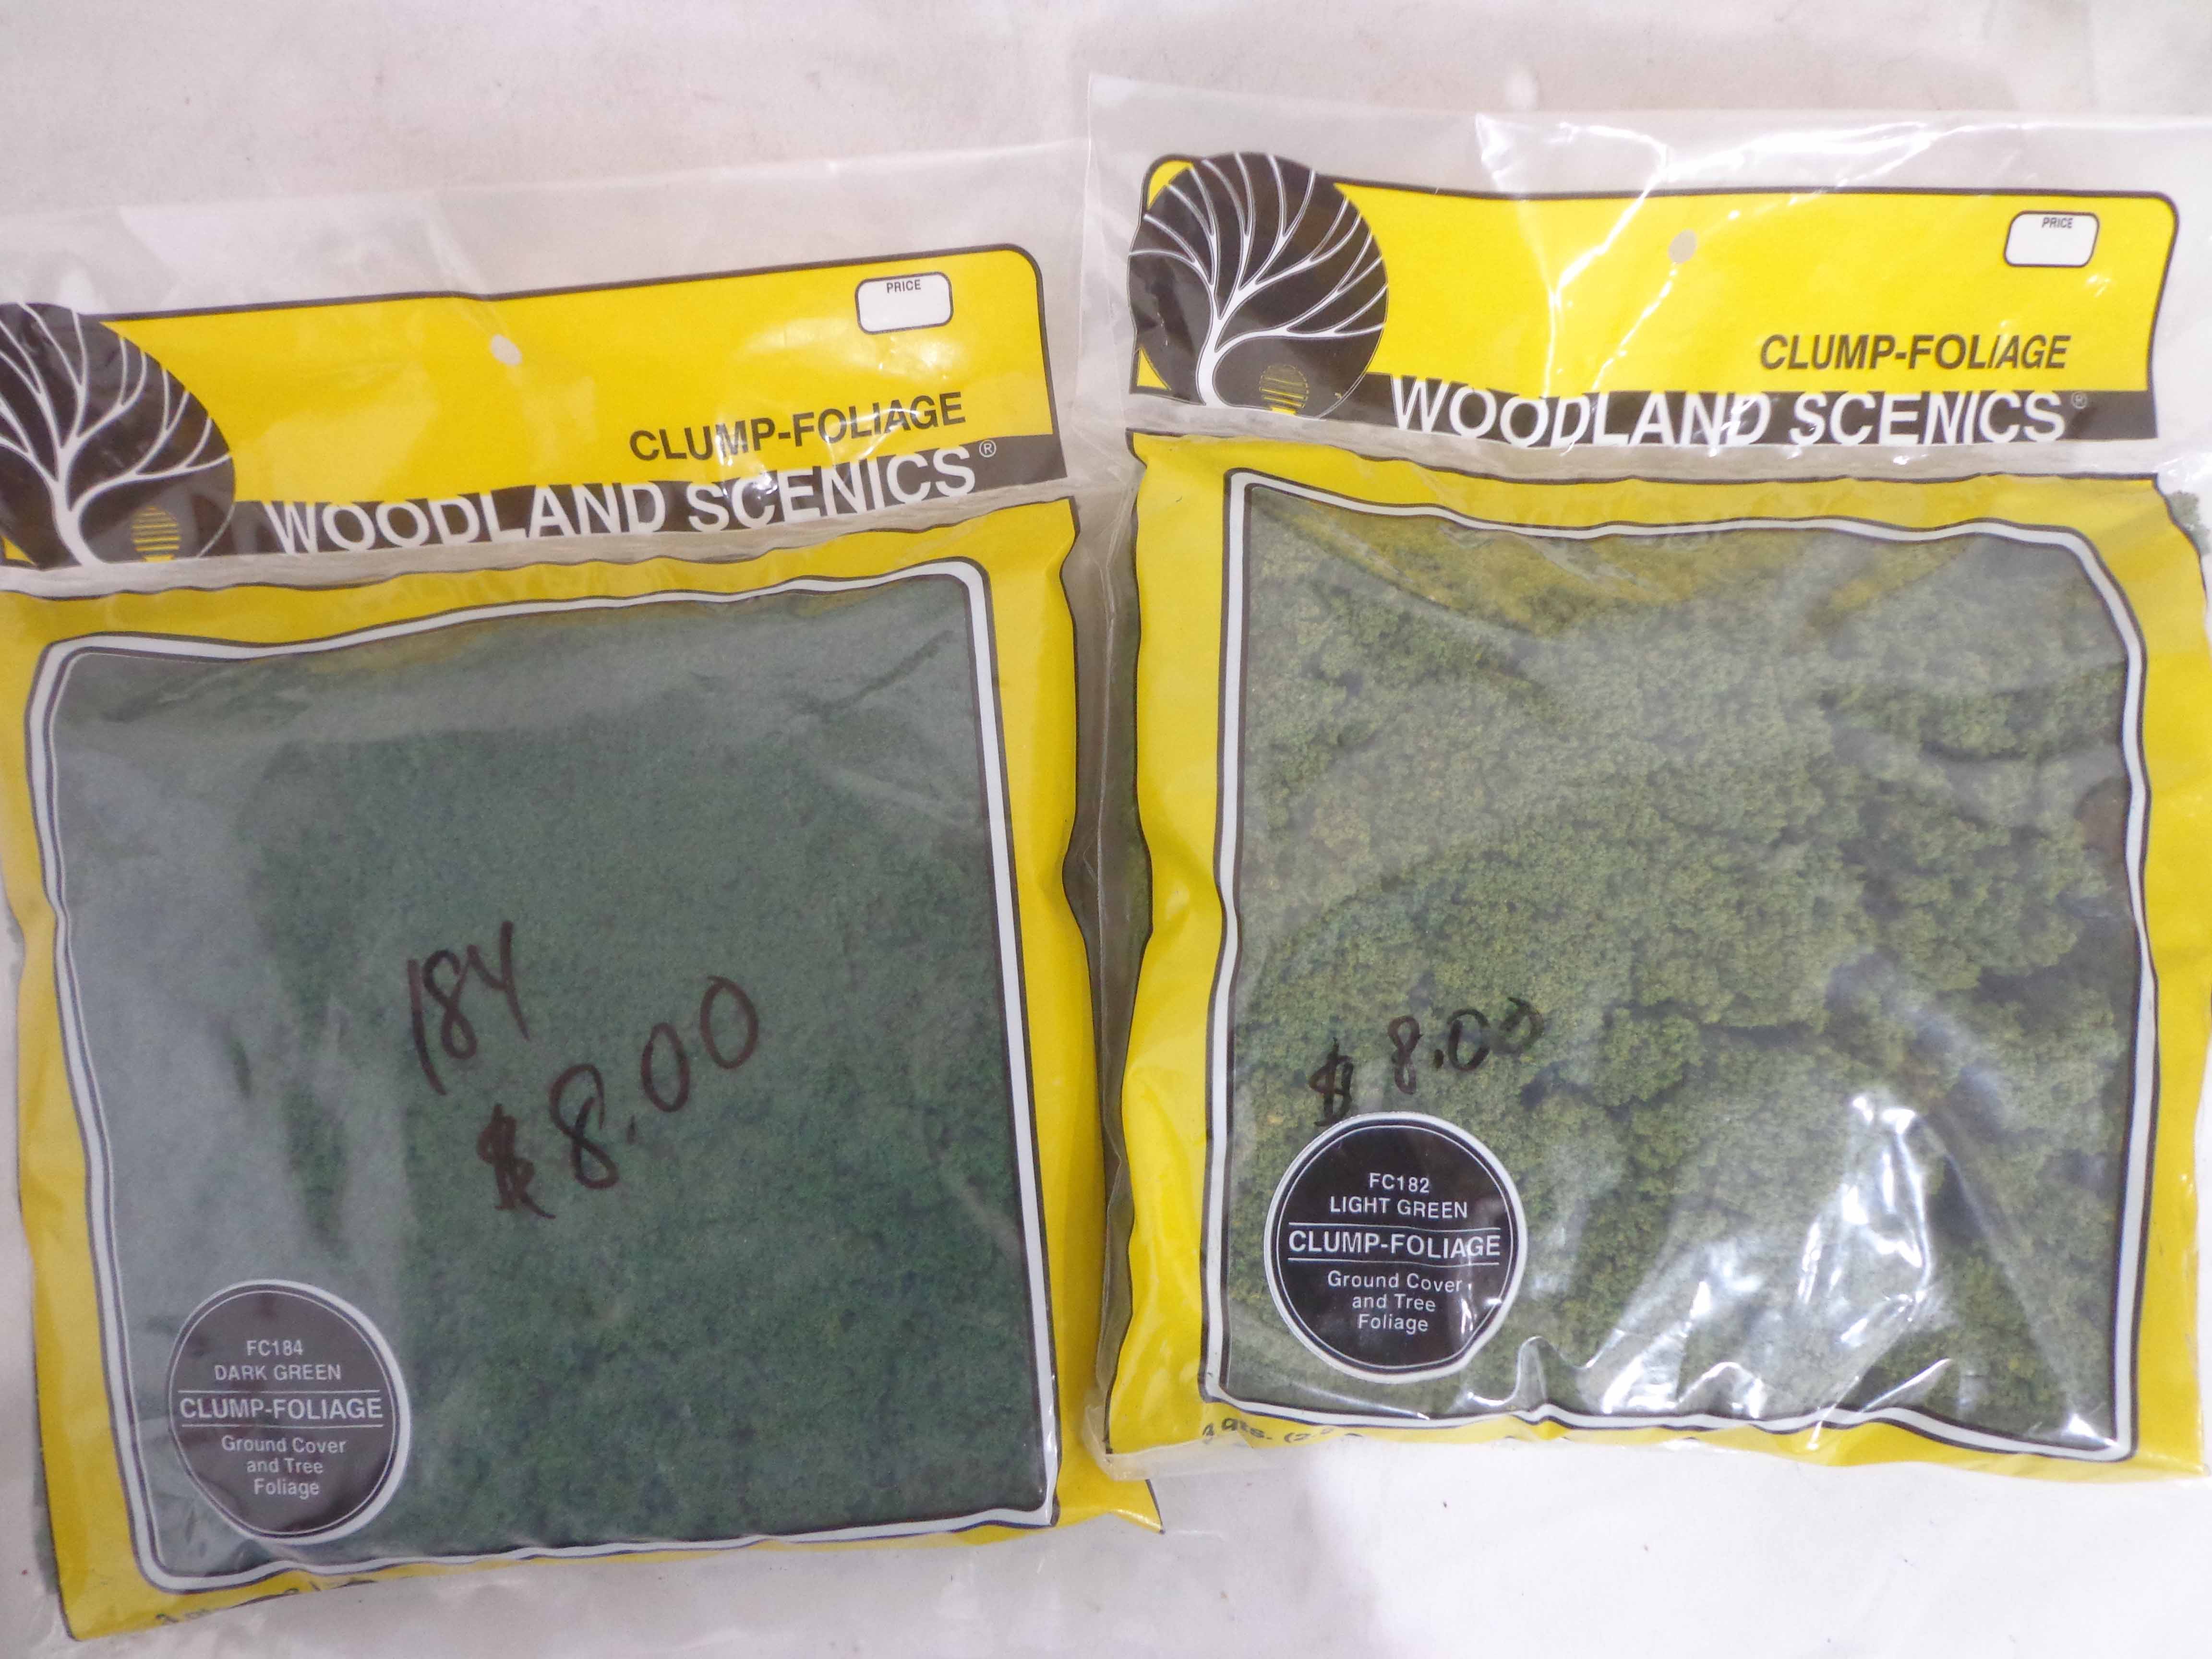 PRICE
CLUMP-FOLIAGE
WOODLAND SCENICS®
184
$8.00
FC184
DARK GREEN
CLUMP-FOLIAGE
Ground Cover
and Tree
Foliage
PRICE
CLUMP-FOLIAGE
WOODLAND SCENICS®
$8.00
FC182
LIGHT GREEN
CLUMP-FOLIAGE
Ground Cover
and Tree
Foliage